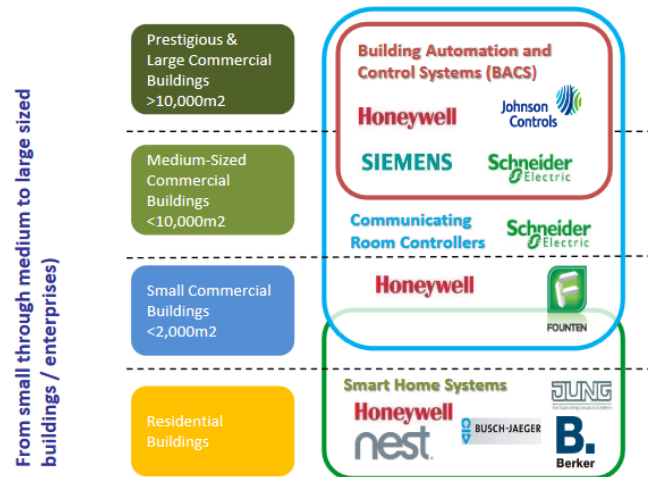 From small through medium to large sized
buildings / enterprises)
Prestigious &
Large Commercial
Buildings
>10,000m2
Building Automation and
Control Systems (BACS)
Honeywell
Johnson
Controls
SIEMENS
Schneider
Electric
Medium-Sized
Commercial
Buildings
<10,000m2
Communicating
Room Controllers
Schneider
Electric
Small Commercial
Buildings
<2,000m2
Honeywell
FOUNTEN
Residential
Buildings
Smart Home Systems
JUNG
Honeywell
nest
BUSCH-JAEGER
B.
Berker